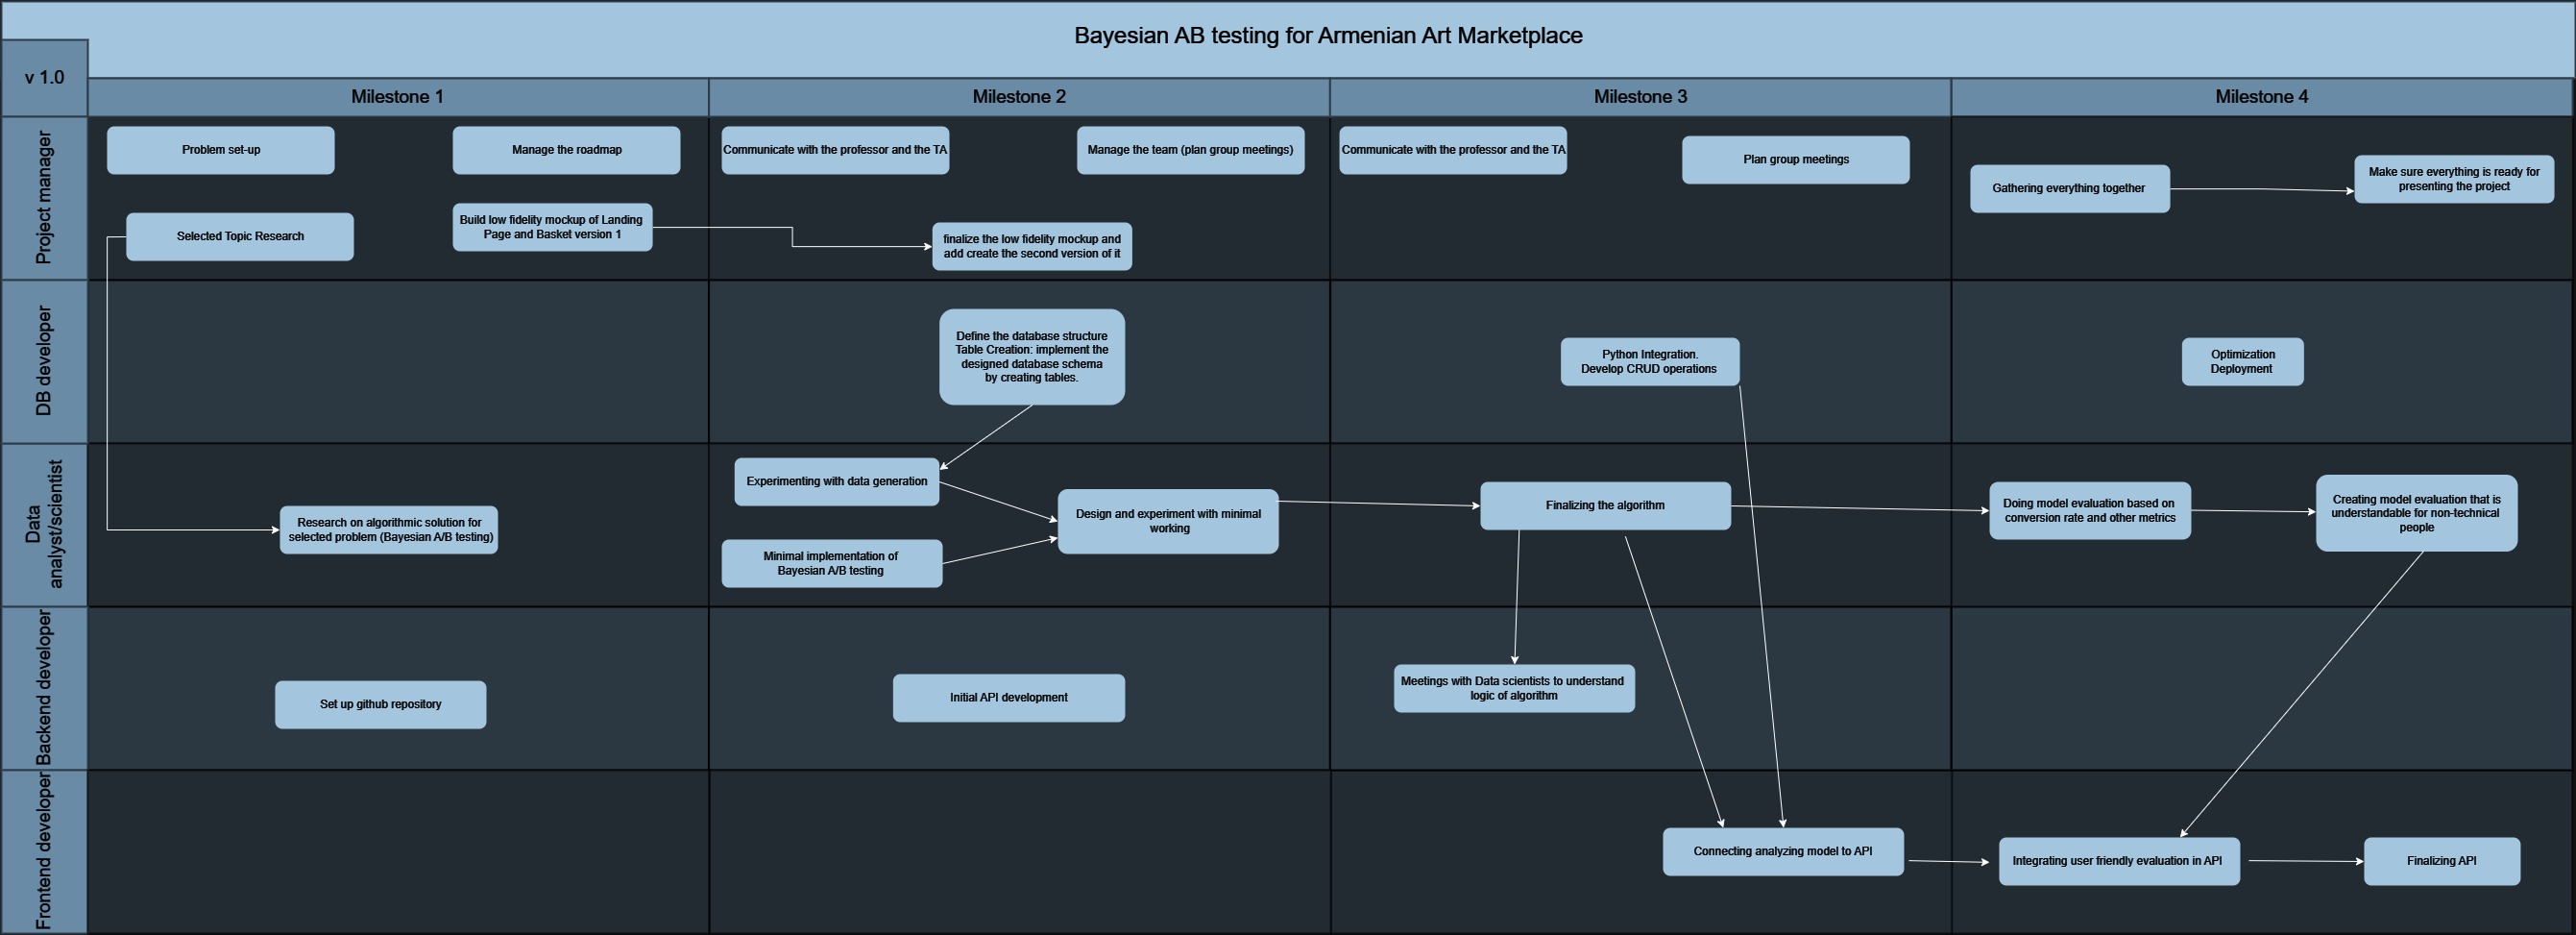 Bayesian AB testing for Armenian Art Marketplace
v 1.0
Milestone 1
Milestone 2
Milestone 3
Milestone 4
Project manager
Problem set-up
Manage the roadmap
Selected Topic Research
Build low fidelity mockup of Landing
Page and Basket version 1
Communicate with the professor and the TA
Manage the team (plan group meetings)
finalize the low fidelity mockup and
add create the second version of it
Communicate with the professor and the TA
Plan group meetings
Gathering everything together
Make sure everything is ready for
presenting the project
DB developer
Define the database structure
Table Creation: implement the
designed database schema
by creating tables.
Python Integration.
Develop CRUD operations
Optimization
Deployment
Data
analyst/scientist
Research on algorithmic solution for
selected problem (Bayesian A/B testing)
Experimenting with data generation
Minimal implementation of
Bayesian A/B testing
Design and experiment with minimal
working
Finalizing the algorithm
Doing model evaluation based on
conversion rate and other metrics
Creating model evaluation that is
understandable for non-technical
people
Backend developer
Set up github repository
Initial API development
Meetings with Data scientists to understand
logic of algorithm
Frontend developer
Connecting analyzing model to API
Integrating user friendly evaluation in API
Finalizing API